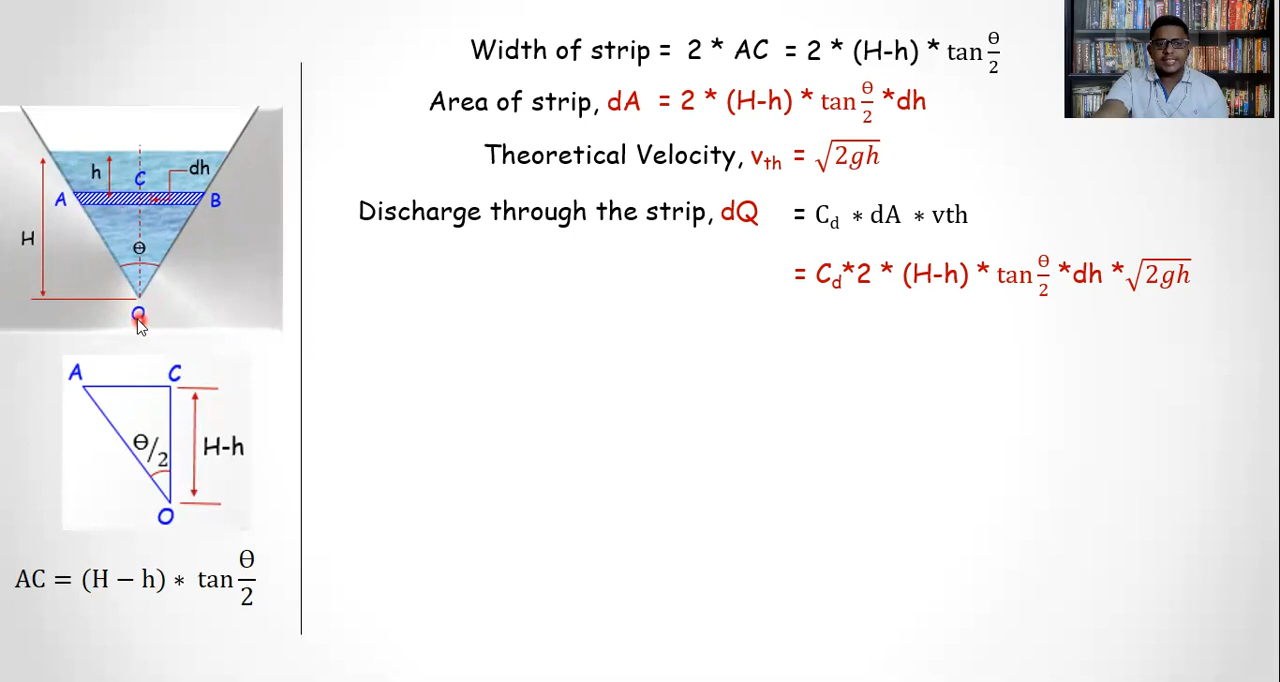 Width of strip = 2 * AC = 2 * (H-h) * tan ɵ/2
Area of strip, dA = 2 * (H-h) * tan ɵ/2 *dh
Theoretical Velocity, vth = √2gh
Discharge through the strip, dQ = Cd ∗ dA ∗ vth
= Cd*2 * (H-h) * tan ɵ/2 *dh *√2gh
h
C
dh
A
B
H
ɵ
O
A
C
ɵ/2
H-h
O
AC = (H − h) ∗ tan ɵ/2